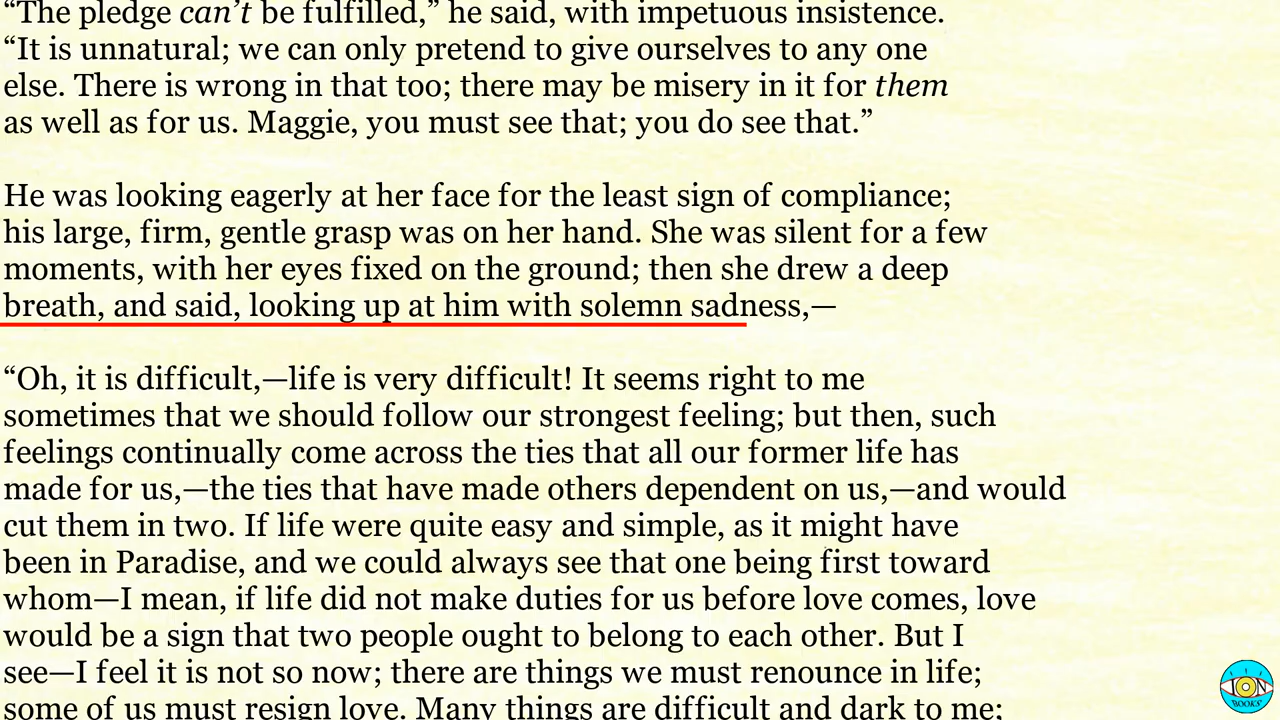 “The pledge can’t be fulfilled,” he said, with impetuous insistence.
“It is unnatural; we can only pretend to give ourselves to any one
else. There is wrong in that too; there may be misery in it for them
as well as for us. Maggie, you must see that; you do see that.”
He was looking eagerly at her face for the least sign of compliance;
his large, firm, gentle grasp was on her hand. She was silent for a few
moments, with her eyes fixed on the ground; then she drew a deep
breath, and said, looking up at him with solemn sadness,—
“Oh, it is difficult,—life is very difficult! It seems right to me
sometimes that we should follow our strongest feeling; but then, such
feelings continually come across the ties that all our former life has
made for us,—the ties that have made others dependent on us,—and would
cut them in two. If life were quite easy and simple, as it might have
been in Paradise, and we could always see that one being first toward
whom—I mean, if life did not make duties for us before love comes, love
would be a sign that two people ought to belong to each other. But I
see—I feel it is not so now; there are things we must renounce in life;
some of us must resign love. Many things are difficult and dark to me;
ION
BOOKS